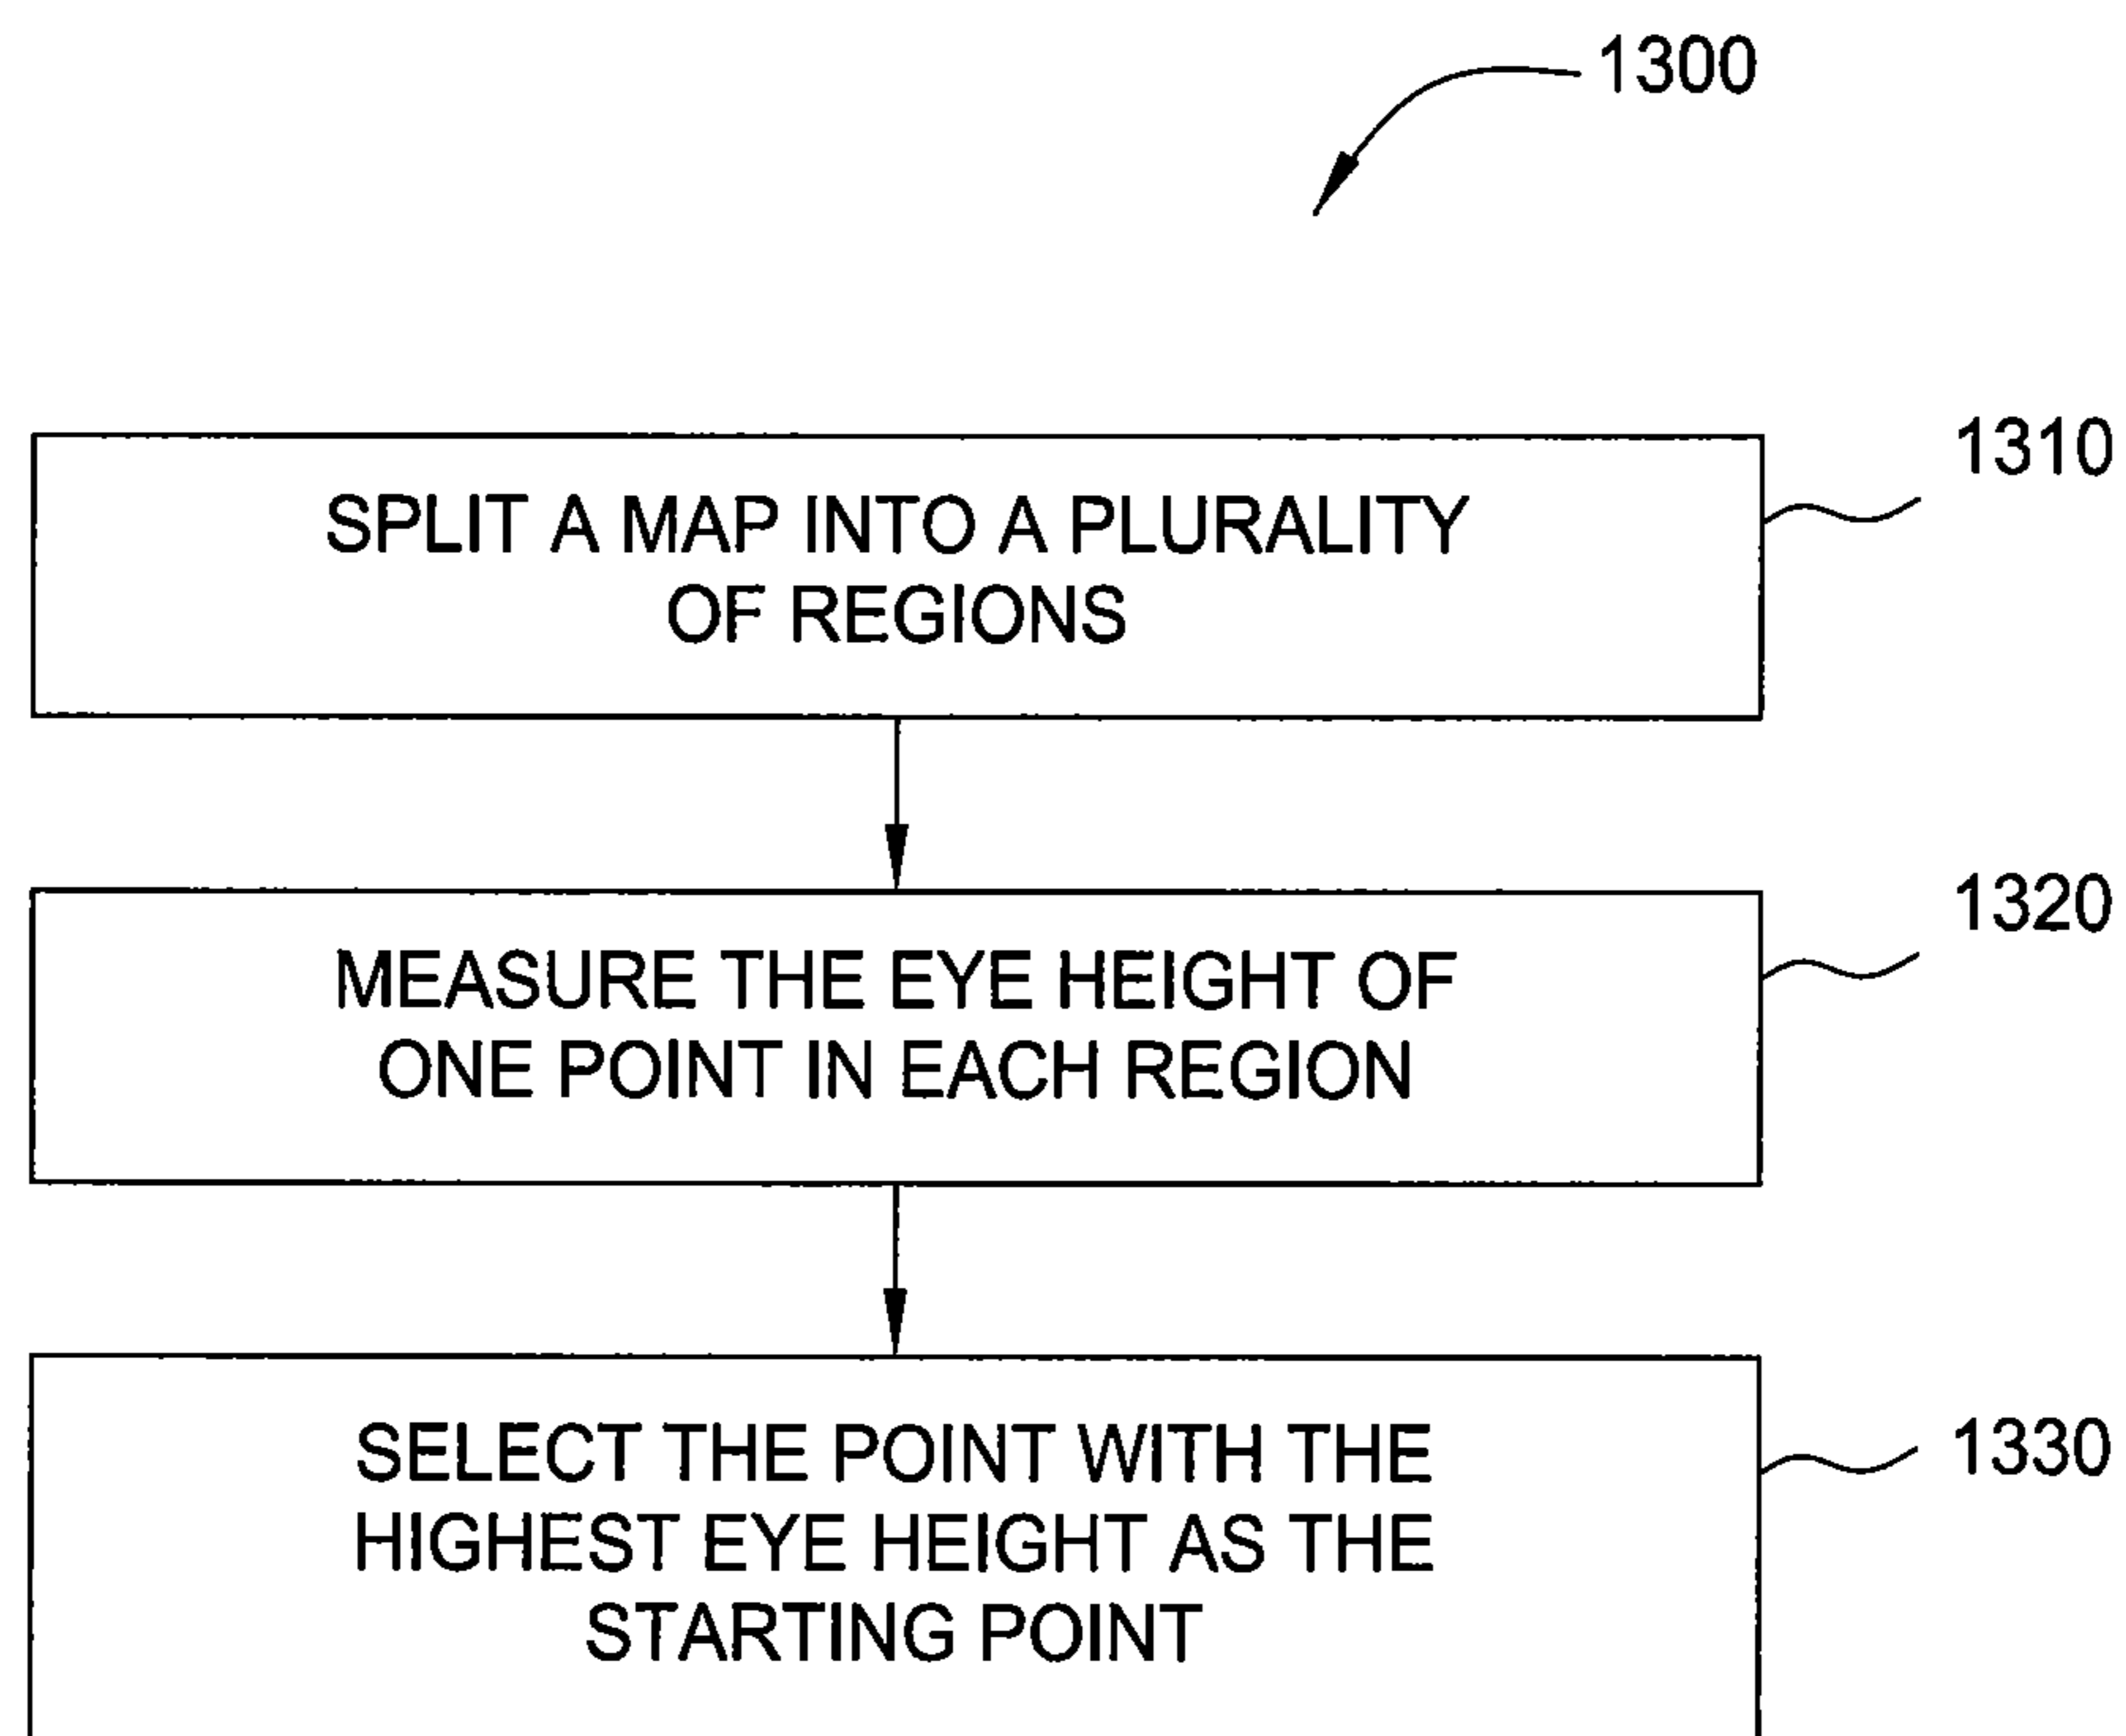 1300
1310
SPLIT A MAP INTO A PLURALITY
OF REGIONS
1320
MEASURE THE EYE HEIGHT OF
ONE POINT IN EACH REGION
1330
SELECT THE POINT WITH THE
HIGHEST EYE HEIGHT AS THE
STARTING POINT